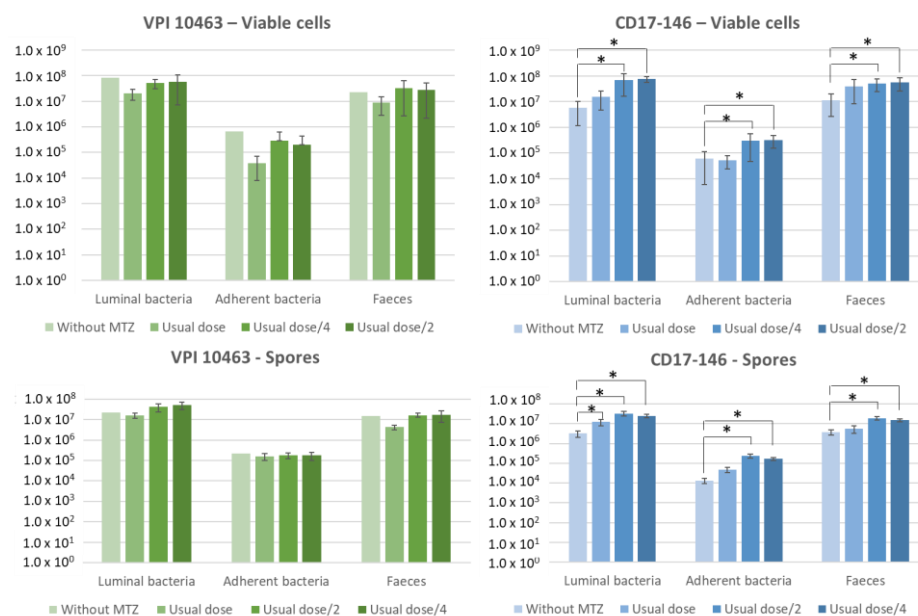 VPI 10463 – Viable cells
1.0 x 10⁹
1.0 x 10⁸
1.0 x 10⁷
1.0 x 10⁶
1.0 x 10⁵
1.0 x 10⁴
1.0 x 10³
1.0 x 10²
1.0 x 10¹
1.0 x 10⁰
Luminal bacteria Adherent bacteria Faeces
Without MTZ Usual dose Usual dose/4 Usual dose/2
CD17-146 – Viable cells
1.0 x 10⁹
1.0 x 10⁸
1.0 x 10⁷
1.0 x 10⁶
1.0 x 10⁵
1.0 x 10⁴
1.0 x 10³
1.0 x 10²
1.0 x 10¹
1.0 x 10⁰
*
*
*
*
*
*
Luminal bacteria Adherent bacteria Faeces
Without MTZ Usual dose Usual dose/4 Usual dose/2
VPI 10463 - Spores
1.0 x 10⁸
1.0 x 10⁷
1.0 x 10⁶
1.0 x 10⁵
1.0 x 10⁴
1.0 x 10³
1.0 x 10²
1.0 x 10¹
1.0 x 10⁰
Luminal bacteria Adherent bacteria Faeces
Without MTZ Usual dose Usual dose/2 Usual dose/4
CD17-146 - Spores
1.0 x 10⁸
1.0 x 10⁷
1.0 x 10⁶
1.0 x 10⁵
1.0 x 10⁴
1.0 x 10³
1.0 x 10²
1.0 x 10¹
1.0 x 10⁰
*
*
*
*
*
*
*
Luminal bacteria Adherent bacteria Faeces
Without MTZ Usual dose Usual dose/2 Usual dose/4